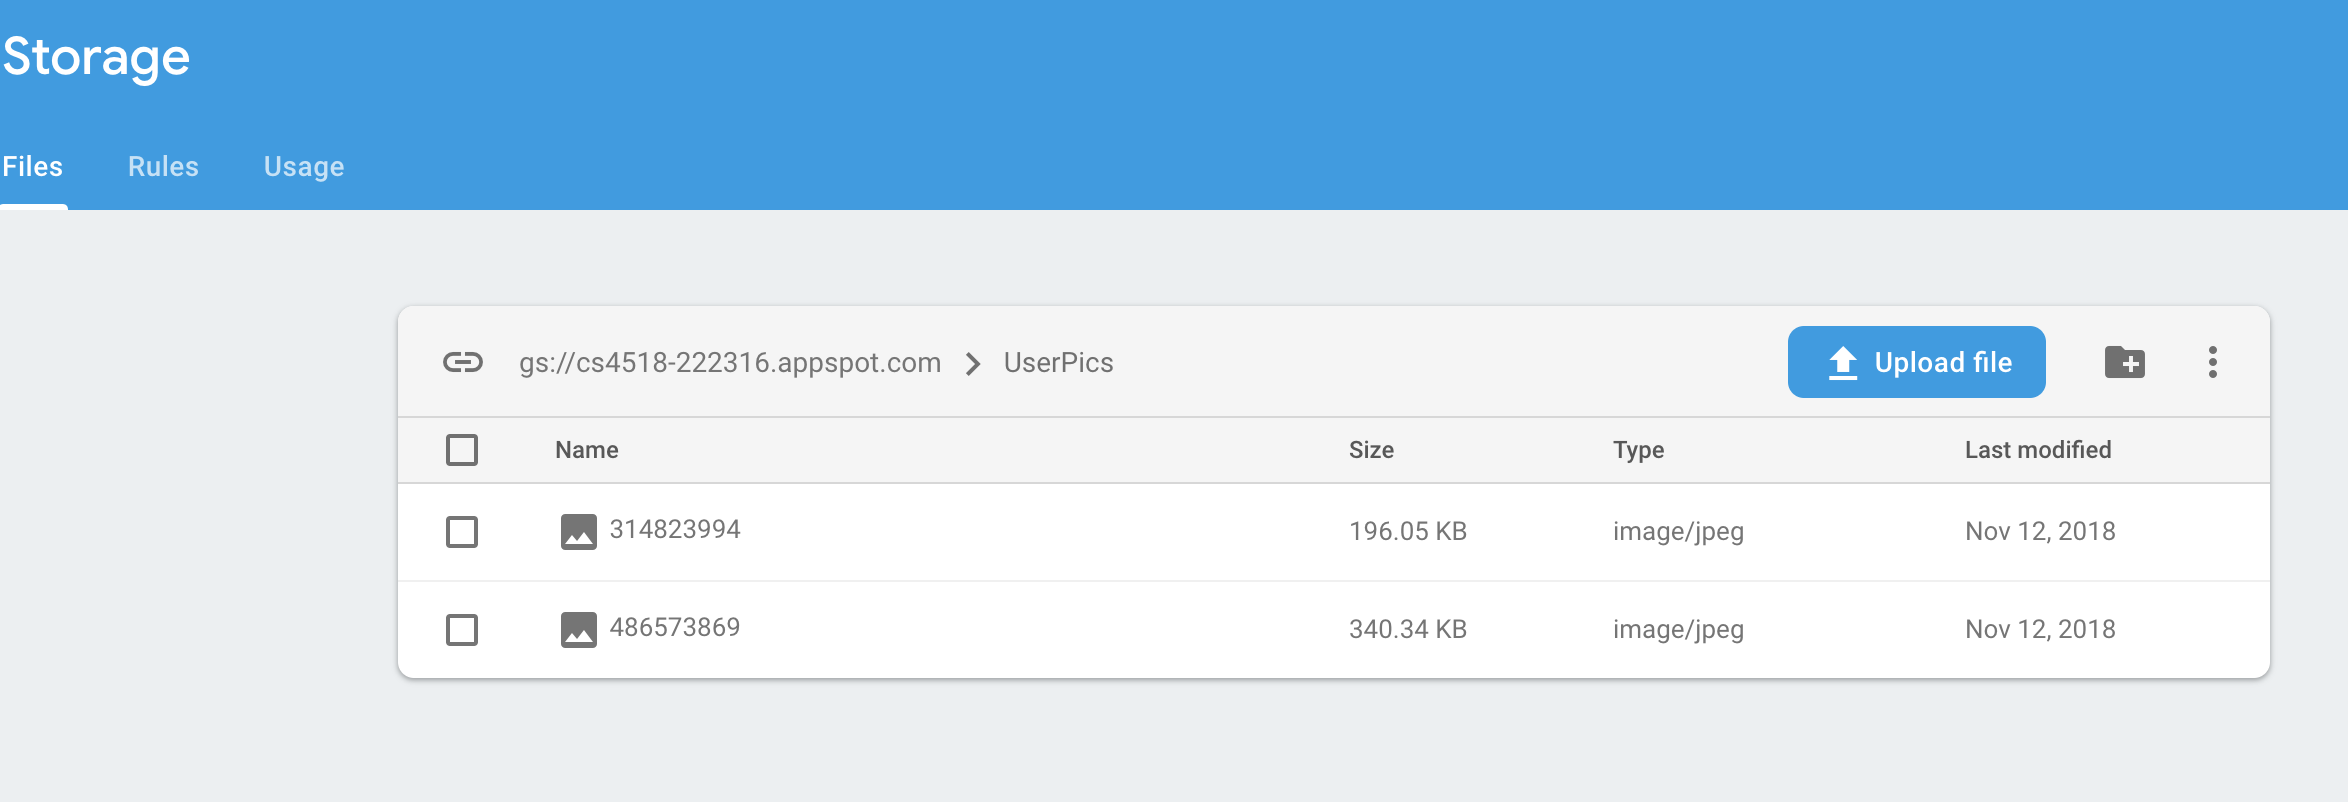 Storage
Files Rules Usage
gs://cs4518-222316.appspot.com > UserPics Upload file
Name Size Type Last modified
314823994 196.05 KB image/jpeg Nov 12, 2018
486573869 340.34 KB image/jpeg Nov 12, 2018